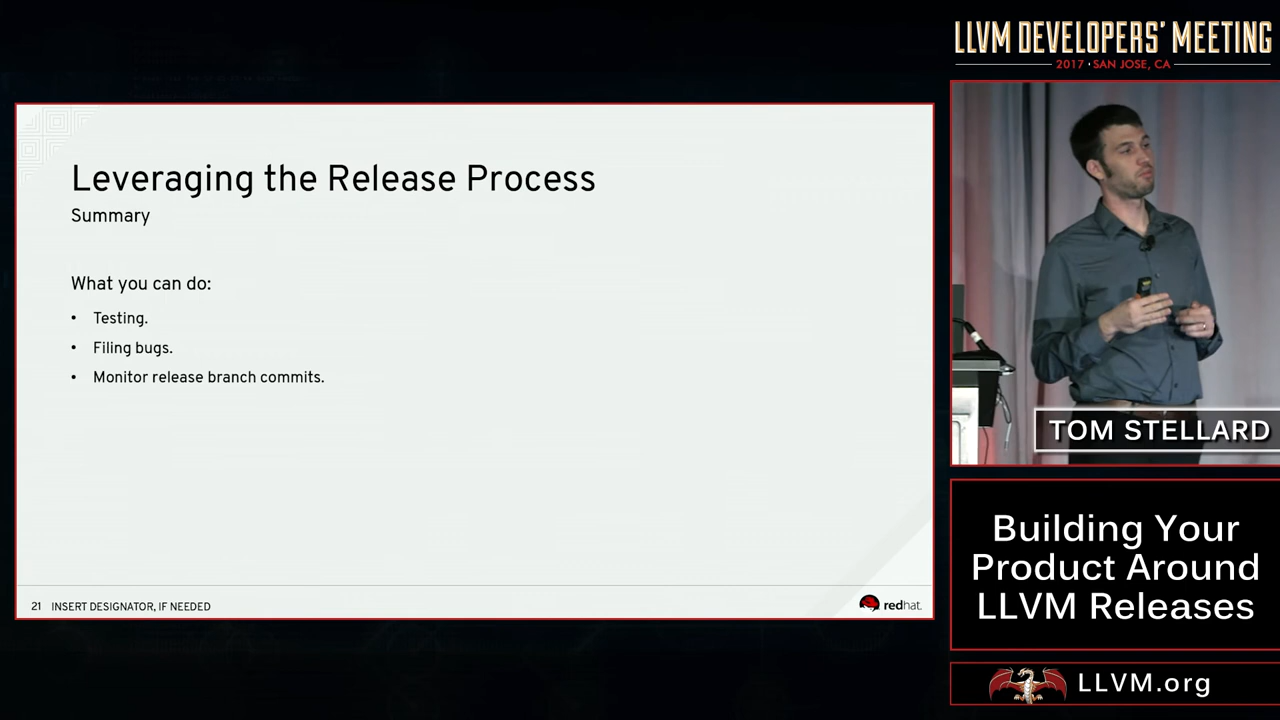 LLVM DEVELOPERS' MEETING
2017 • SAN JOSE, CA
Leveraging the Release Process
Summary
What you can do:
• Testing.
• Filing bugs.
• Monitor release branch commits.
21 INSERT DESIGNATOR, IF NEEDED
redhat.
TOM STELLARD
Building Your
Product Around
LLVM Releases
LLVM.org